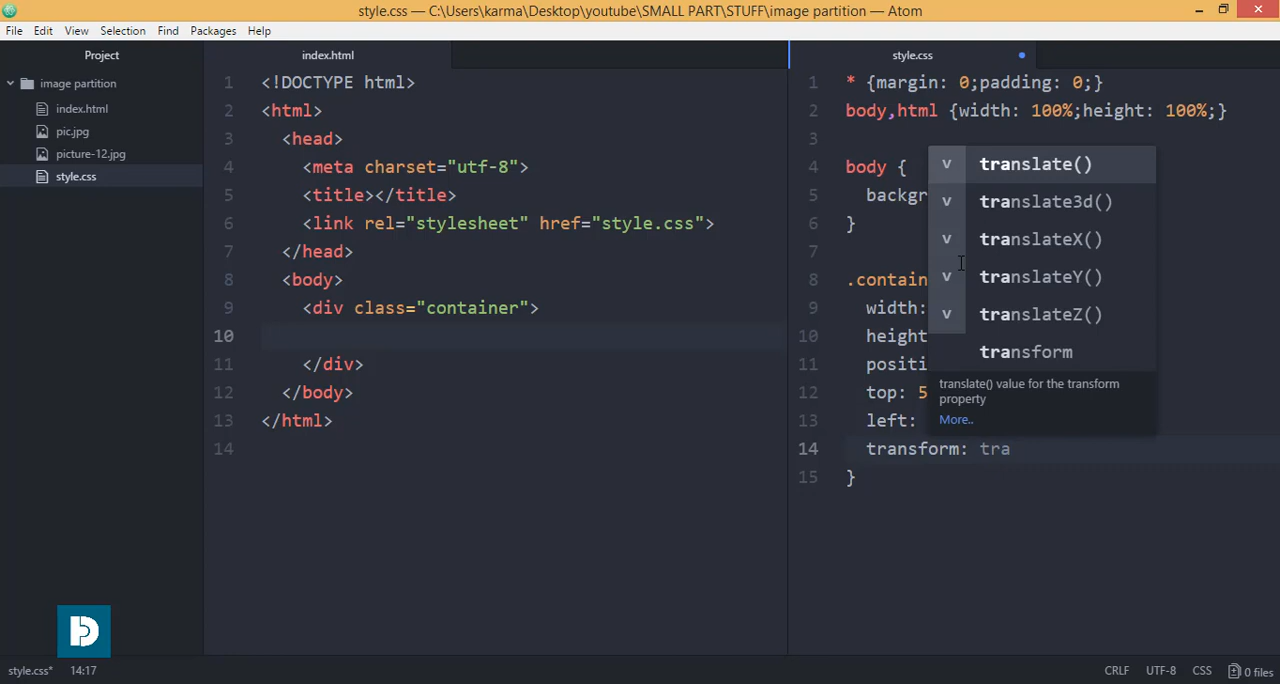 style.css — C:\Users\karma\Desktop\youtube\SMALL PART\STUFF\image partition — Atom
File Edit View Selection Find Packages Help
Project
image partition
index.html
pic.jpg
picture-12.jpg
style.css
index.html
1 <!DOCTYPE html>
2 <html>
3 <head>
4 <meta charset="utf-8">
5 <title></title>
6 <link rel="stylesheet" href="style.css">
7 </head>
8 <body>
9 <div class="container">
10
11 </div>
12 </body>
13 </html>
14
style.css
1 * {margin: 0;padding: 0;}
2 body,html {width: 100%;height: 100%;}
3
4 body {
5 backgr
6 }
7
8 .contain
9 width:
10 height
11 positi
12 top: 5
13 left:
14 transform: tra
15 }
v translate()
v translate3d()
v translateX()
v translateY()
v translateZ()
transform
translate() value for the transform
property
More..
D
style.css* 14:17 CRLF UTF-8 CSS 0 files